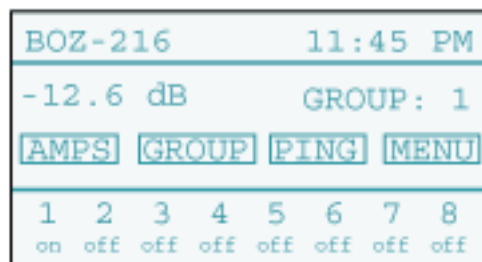 BOZ-216 11:45 PM
-12.6 dB GROUP: 1
AMPS GROUP PING MENU
1 2 3 4 5 6 7 8
on off off off off off off off